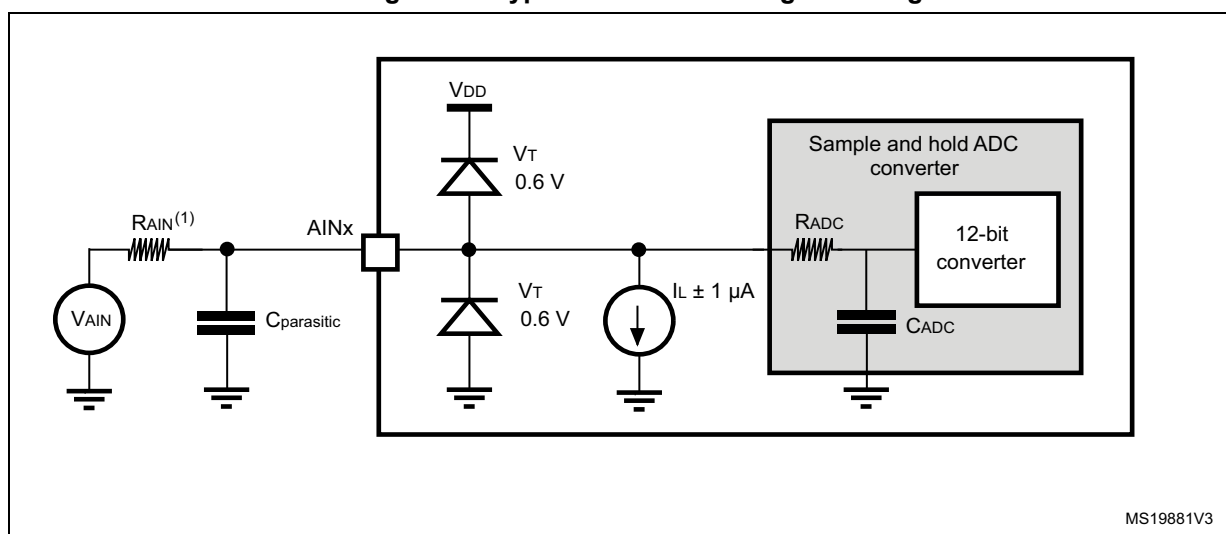 VDD
Sample and hold ADC
converter
VT
0.6 V
RAIN(1)
AINx
RADC
12-bit
converter
VT
0.6 V
IL ± 1 µA
VAIN
Cparasitic
CADC
MS19881V3